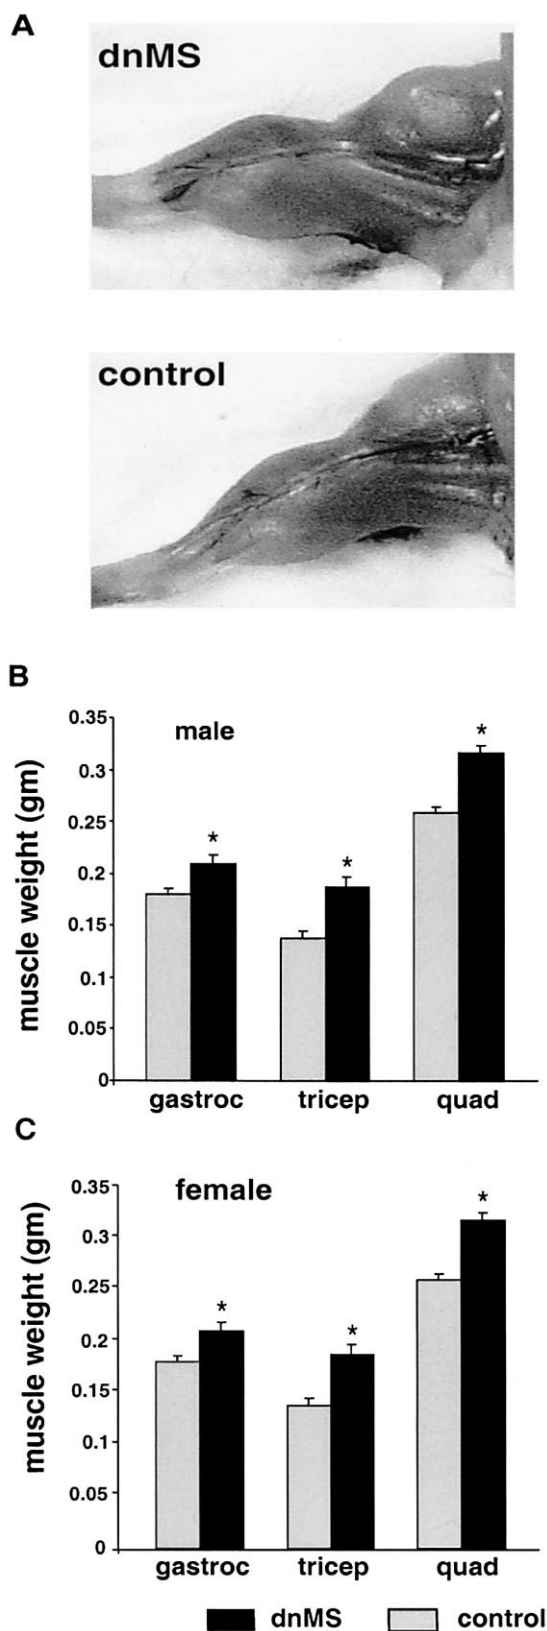 A
dnMS
control
B
male
muscle weight (gm)
0.35
0.3
0.25
0.2
0.15
0.1
0.05
0
* * *
gastroc tricep quad
C
female
muscle weight (gm)
0.35
0.3
0.25
0.2
0.15
0.1
0.05
0
* * *
gastroc tricep quad
dnMS control